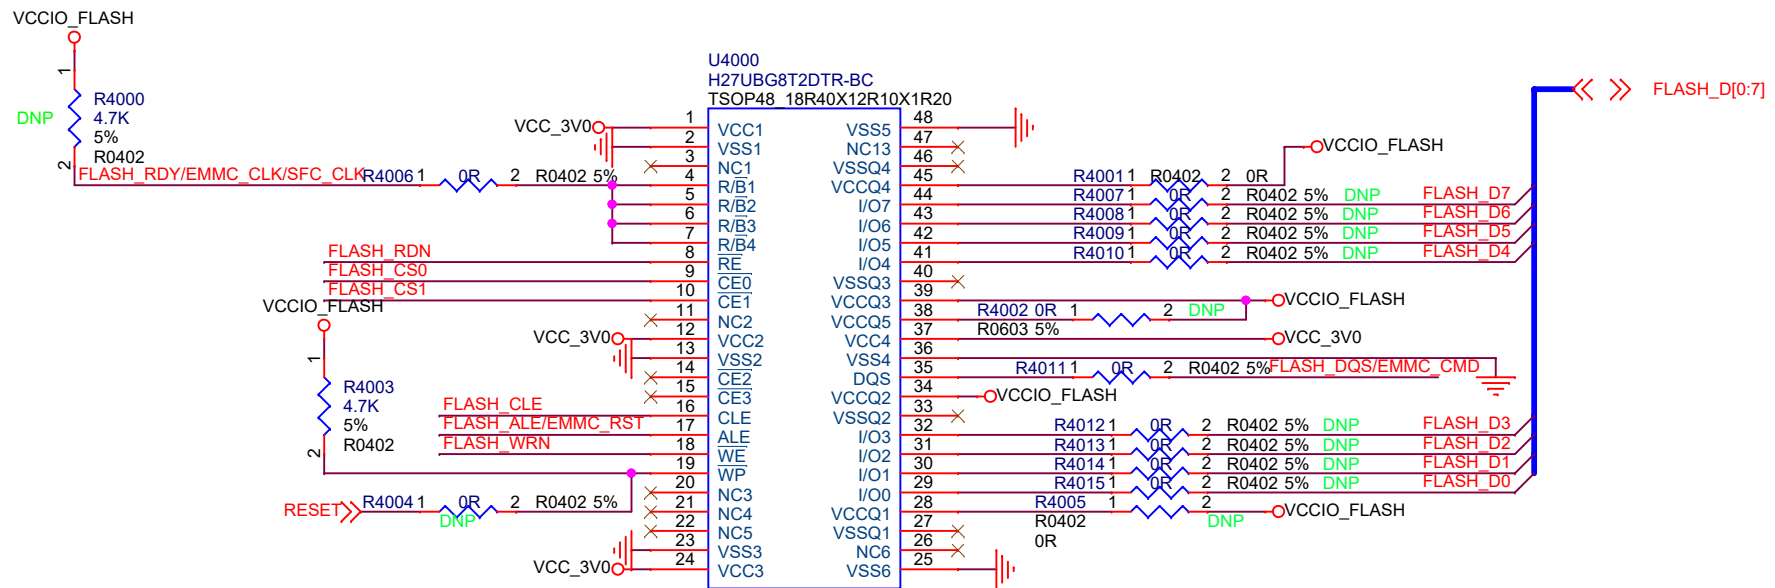 VCCIO_FLASH
1
R4000
4.7K
5%
R0402
DNP
2
FLASH_RDY/EMMC_CLK/SFC_CLK
R4006 1 0R 2 R0402 5%
U4000
H27UBG8T2DTR-BC
TSOP48_18R40X12R10X1R20
VCC_3V0 1 VCC1
2 VSS1
3 NC1
4 R/B1
5 R/B2
6 R/B3
7 R/B4
FLASH_RDN 8 RE
FLASH_CS0 9 CE0
FLASH_CS1 10 CE1
VCCIO_FLASH
11 NC2
VCC_3V0 12 VCC2
13 VSS2
14 CE2
15 CE3
1
R4003
4.7K
5%
R0402
2
FLASH_CLE 16 CLE
FLASH_ALE/EMMC_RST 17 ALE
FLASH_WRN 18 WE
19 WP
20 NC3
RESET R4004 1 0R 2 R0402 5% 21 NC4
DNP
22 NC5
23 VSS3
VCC_3V0 24 VCC3
VSS5 48
NC13 47
VCCIO_FLASH
VSSQ4 46
VCCQ4 45 R4001 1 R0402 2 0R
I/O7 44 R4007 1 0R 2 R0402 5% DNP FLASH_D7
I/O6 43 R4008 1 0R 2 R0402 5% DNP FLASH_D6
I/O5 42 R4009 1 0R 2 R0402 5% DNP FLASH_D5
I/O4 41 R4010 1 0R 2 R0402 5% DNP FLASH_D4
VSSQ3 40
VCCQ3 39 VCCIO_FLASH
VCCQ5 38 R4002 0R 1 2 DNP
R0603 5%
VCC4 37 VCC_3V0
VSS4 36
DQS 35 R4011 1 0R 2 R0402 5% FLASH_DQS/EMMC_CMD
VCCQ2 34 VCCIO_FLASH
VSSQ2 33
I/O3 32 R4012 1 0R 2 R0402 5% DNP FLASH_D3
I/O2 31 R4013 1 0R 2 R0402 5% DNP FLASH_D2
I/O1 30 R4014 1 0R 2 R0402 5% DNP FLASH_D1
I/O0 29 R4015 1 0R 2 R0402 5% DNP FLASH_D0
VCCQ1 28 R4005 1 2 DNP VCCIO_FLASH
R0402
0R
VSSQ1 27
NC6 26
VSS6 25
FLASH_D[0:7]